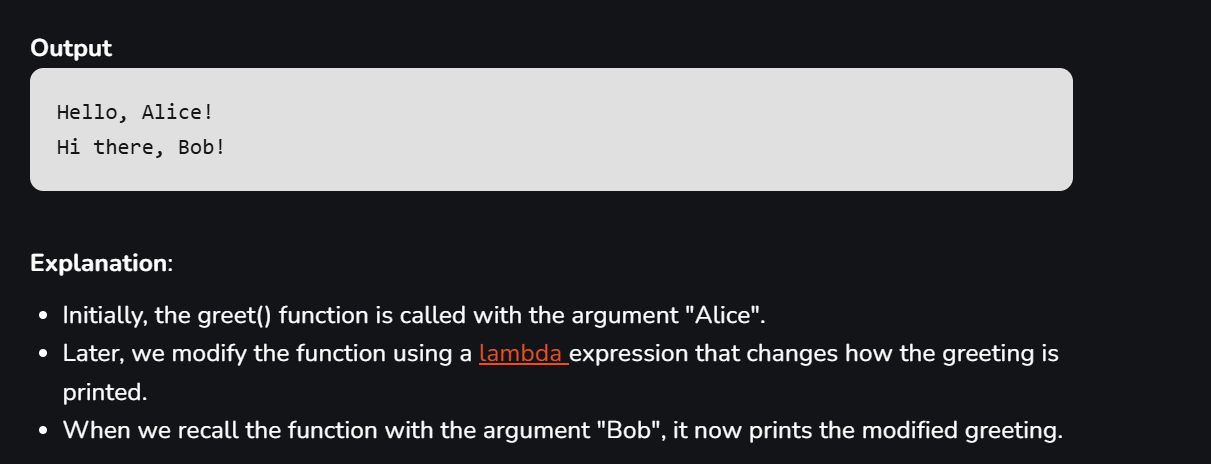 Output
Hello, Alice!
Hi there, Bob!
Explanation:
Initially, the greet() function is called with the argument "Alice".
Later, we modify the function using a lambda expression that changes how the greeting is
printed.
When we recall the function with the argument "Bob", it now prints the modified greeting.